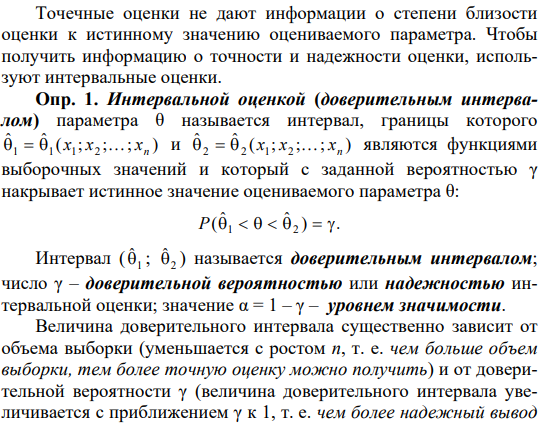 Точечные оценки не дают информации о степени близости
оценки к истинному значению оцениваемого параметра. Чтобы
получить информацию о точности и надежности оценки, исполь-
зуют интервальные оценки.
Опр. 1. Интервальной оценкой (доверительным интерва-
лом) параметра θ называется интервал, границы которого
θ̂₁ = θ̂₁(x₁; x₂; …; xₙ) и θ̂₂ = θ̂₂(x₁; x₂; …; xₙ) являются функциями
выборочных значений и который с заданной вероятностью γ
накрывает истинное значение оцениваемого параметра θ:
P(θ̂₁ < θ < θ̂₂) = γ.
Интервал (θ̂₁; θ̂₂) называется доверительным интервалом;
число γ – доверительной вероятностью или надежностью ин-
тервальной оценки; значение α = 1 – γ – уровнем значимости.
Величина доверительного интервала существенно зависит от
объема выборки (уменьшается с ростом n, т. е. чем больше объем
выборки, тем более точную оценку можно получить) и от довери-
тельной вероятности γ (величина доверительного интервала уве-
личивается с приближением γ к 1, т. е. чем более надежный вывод